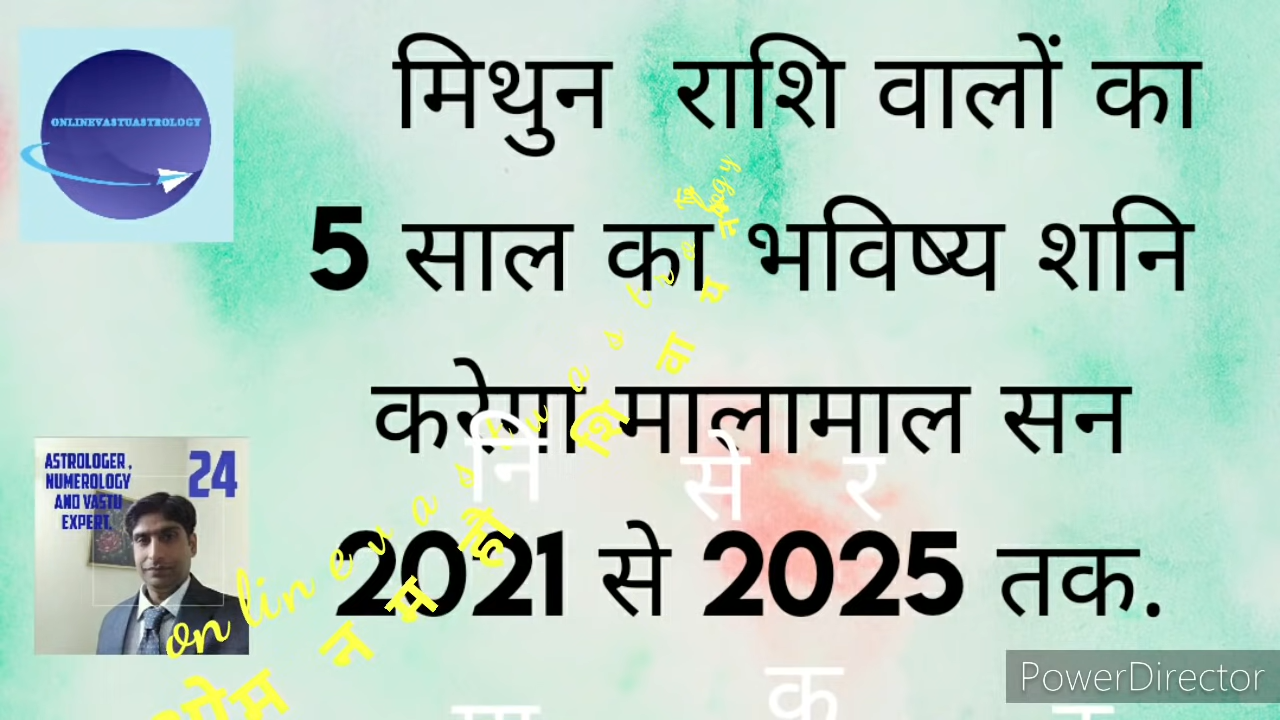 ONLINEVASTUASTROLOGY
मिथुन राशि वालों का
5 साल का भविष्य शनि
करेगा मालामाल सन
2021 से 2025 तक.
ASTROLOGER,
NUMEROLOGY
AND VASTU
EXPERT,
24
नि से र
क
PowerDirector